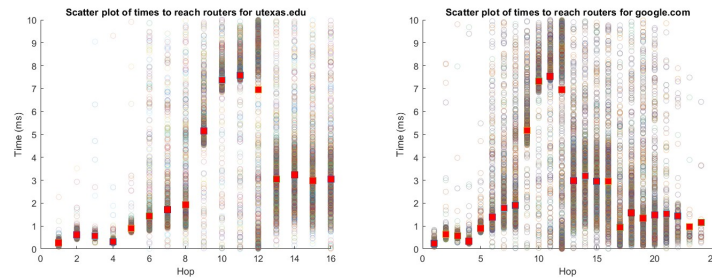 Scatter plot of times to reach routers for utexas.edu
Time (ms)
10
9
8
7
6
5
4
3
2
1
0
0 2 4 6 8 10 12 14 16
Hop
Scatter plot of times to reach routers for google.com
Time (ms)
10
9
8
7
6
5
4
3
2
1
0
0 5 10 15 20
Hop